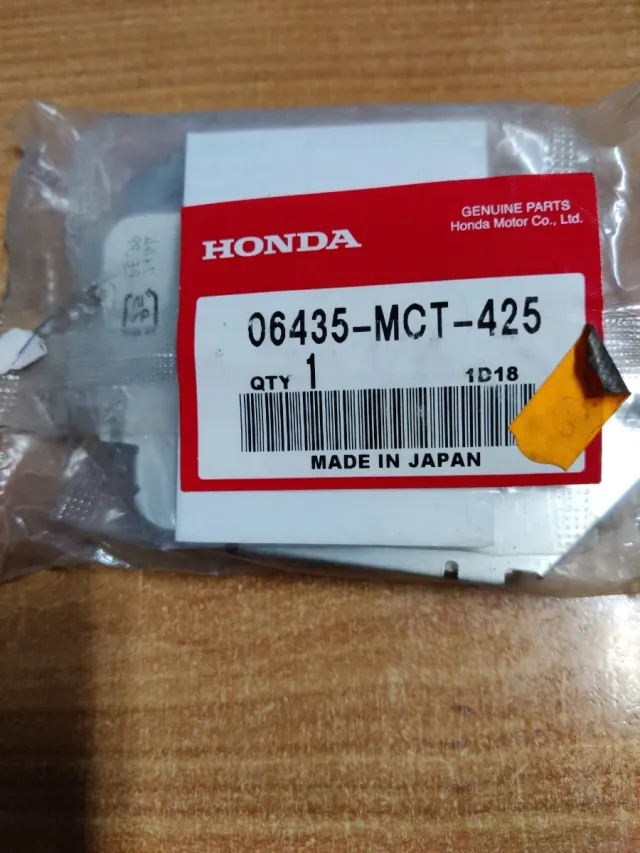 GENUINE PARTS
Honda Motor Co., Ltd.
HONDA
06435-MCT-425
QTY 1 1D18
MADE IN JAPAN